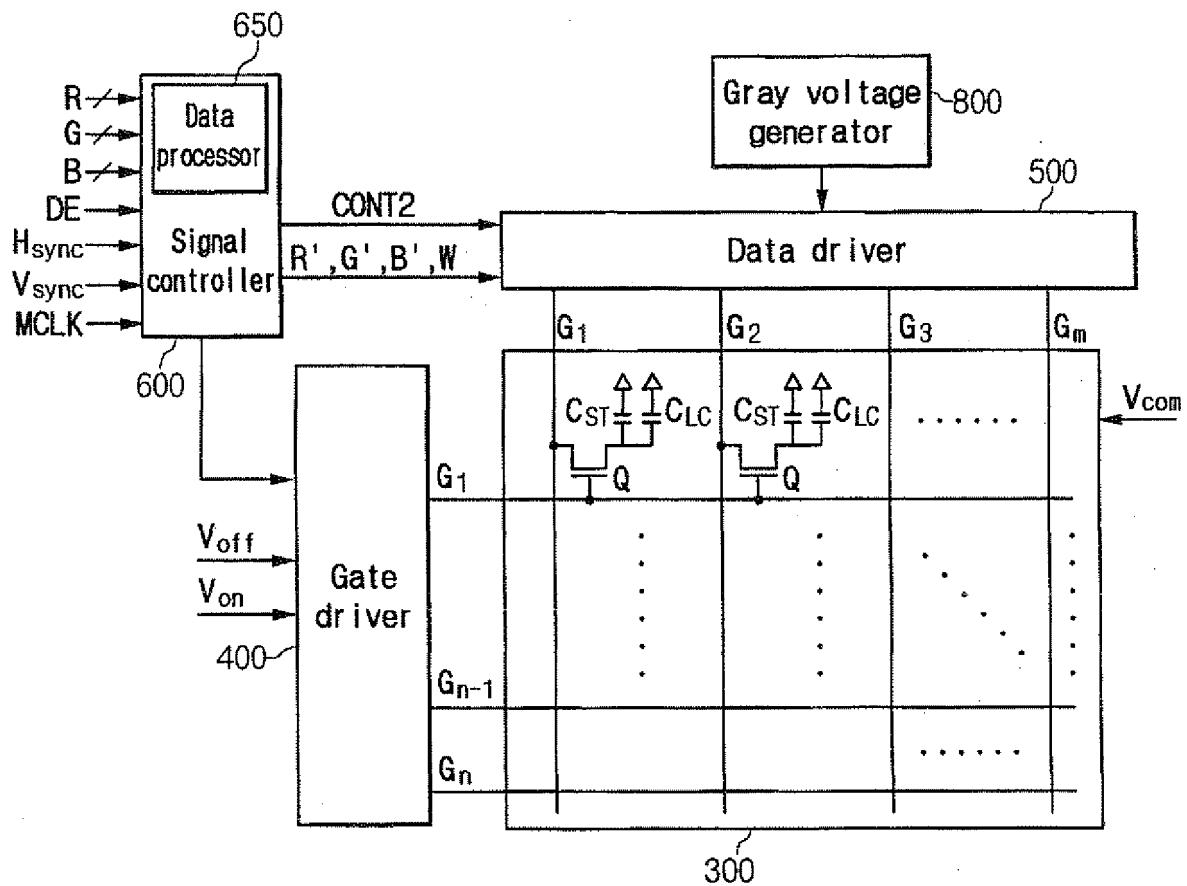 650
R
G
B
DE
Hsync
Vsync
MCLK
Data
processor
Signal
controller
600
Gray voltage
generator
800
CONT2
R',G',B',W
500
Data driver
G1
G2
G3
Gm
CST
CLC
CST
CLC
Vcom
Q
Q
G1
Voff
Von
Gate
driver
400
Gn-1
Gn
300